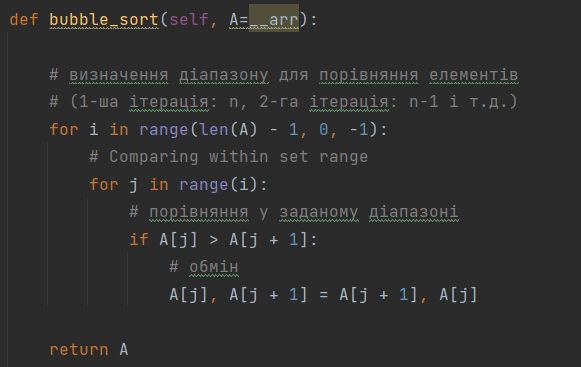 def bubble_sort(self, A=__arr):
# визначення діапазону для порівняння елементів
# (1-ша ітерація: n, 2-га ітерація: n-1 і т.д.)
for i in range(len(A) - 1, 0, -1):
# Comparing within set range
for j in range(i):
# порівняння у заданому діапазоні
if A[j] > A[j + 1]:
# обмін
A[j], A[j + 1] = A[j + 1], A[j]
return A